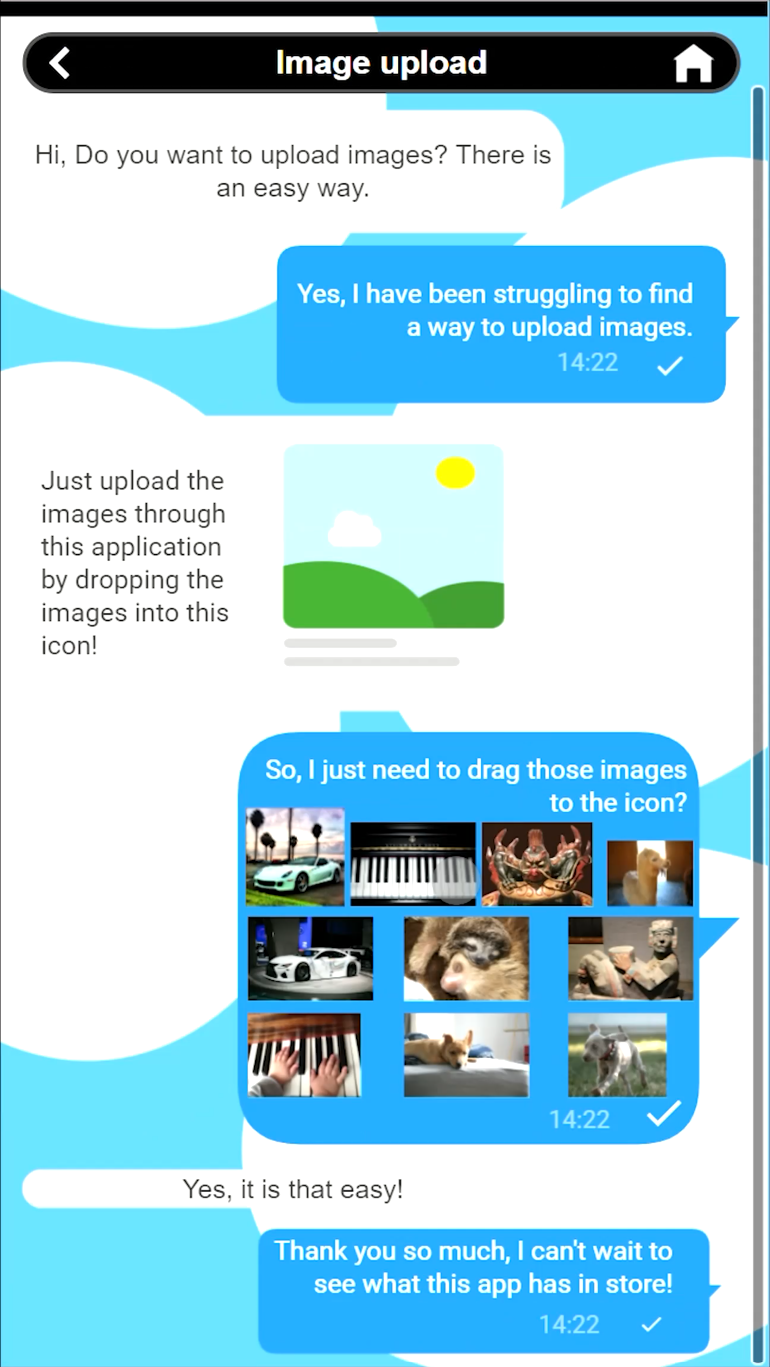 Image upload
Hi, Do you want to upload images? There is
an easy way.
Yes, I have been struggling to find
a way to upload images.
14:22
Just upload the
images through
this application
by dropping the
images into this
icon!
So, I just need to drag those images
to the icon?
14:22
Yes, it is that easy!
Thank you so much, I can't wait to
see what this app has in store!
14:22